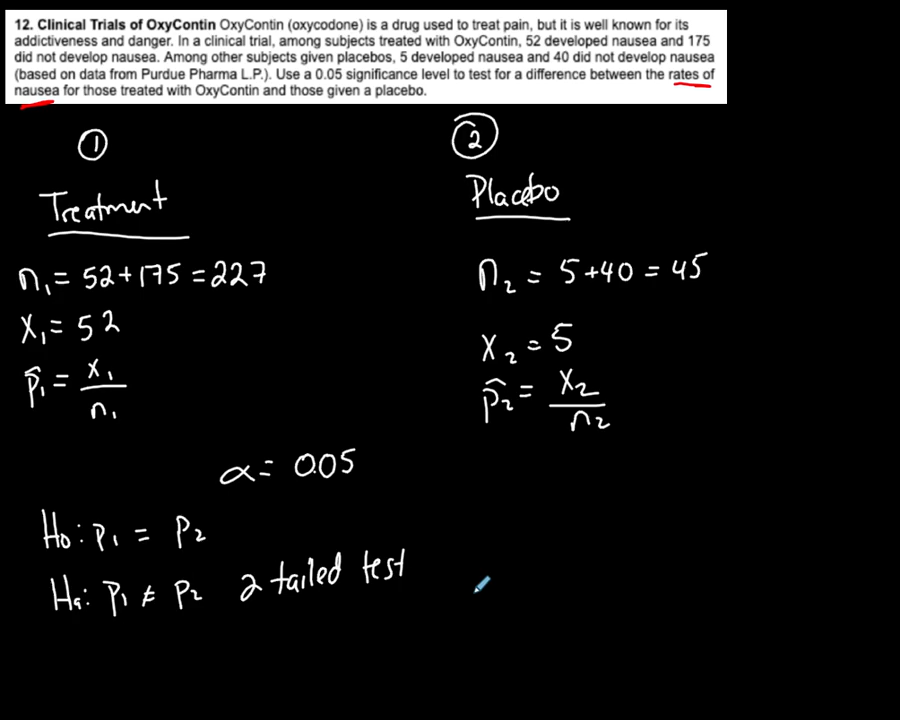 12. Clinical Trials of OxyContin OxyContin (oxycodone) is a drug used to treat pain, but it is well known for its
addictiveness and danger. In a clinical trial, among subjects treated with OxyContin, 52 developed nausea and 175
did not develop nausea. Among other subjects given placebos, 5 developed nausea and 40 did not develop nausea
(based on data from Purdue Pharma L.P.). Use a 0.05 significance level to test for a difference between the rates of
nausea for those treated with OxyContin and those given a placebo.
① ②
Treatment Placebo
n₁ = 52+175 = 227 n₂ = 5+40 = 45
x₁ = 52 x₂ = 5
p̂₁ = x₁/n₁ p̂₂ = x₂/n₂
α = 0.05
H₀: p₁ = p₂
Hₐ: p₁ ≠ p₂ 2 tailed test